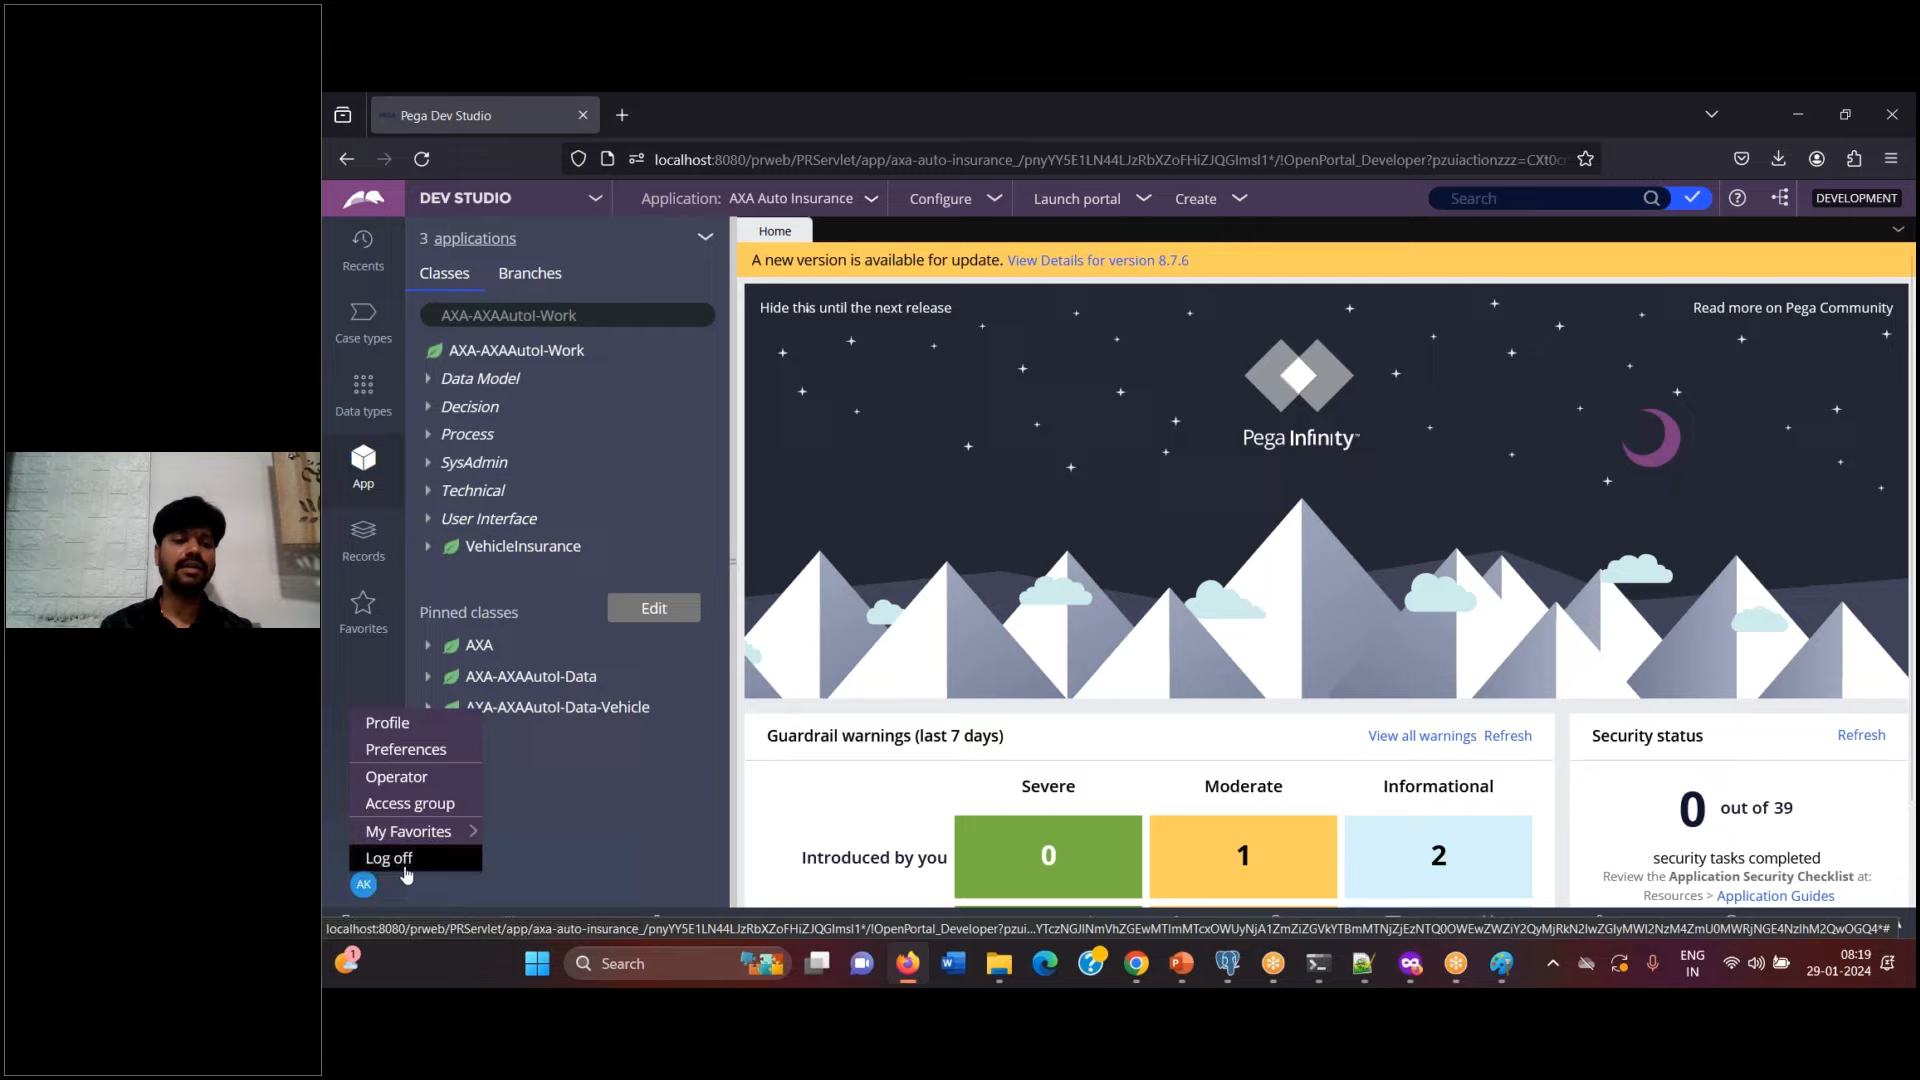 Pega Dev Studio
localhost:8080/prweb/PRServlet/app/axa-auto-insurance_/pnyYY5E1LN44LJzRbXZoFHiZJQGImsl1*/!OpenPortal_Developer?pzuiactionzzz=CXt0c
DEV STUDIO
Application: AXA Auto Insurance
Configure
Launch portal
Create
Search
DEVELOPMENT
Recents
Case types
Data types
App
Records
Favorites
3 applications
Classes
Branches
AXA-AXAAutoI-Work
AXA-AXAAutoI-Work
Data Model
Decision
Process
SysAdmin
Technical
User Interface
VehicleInsurance
Pinned classes
Edit
AXA
AXA-AXAAutoI-Data
AXA-AXAAutoI-Data-Vehicle
Profile
Preferences
Operator
Access group
My Favorites
Log off
AK
Home
A new version is available for update. View Details for version 8.7.6
Hide this until the next release
Read more on Pega Community
Pega Infinity™
Guardrail warnings (last 7 days)
View all warnings Refresh
Severe Moderate Informational
Introduced by you 0 1 2
Security status
Refresh
0 out of 39
security tasks completed
Review the Application Security Checklist at:
Resources > Application Guides
1
Search
ENG
IN
08:19
29-01-2024